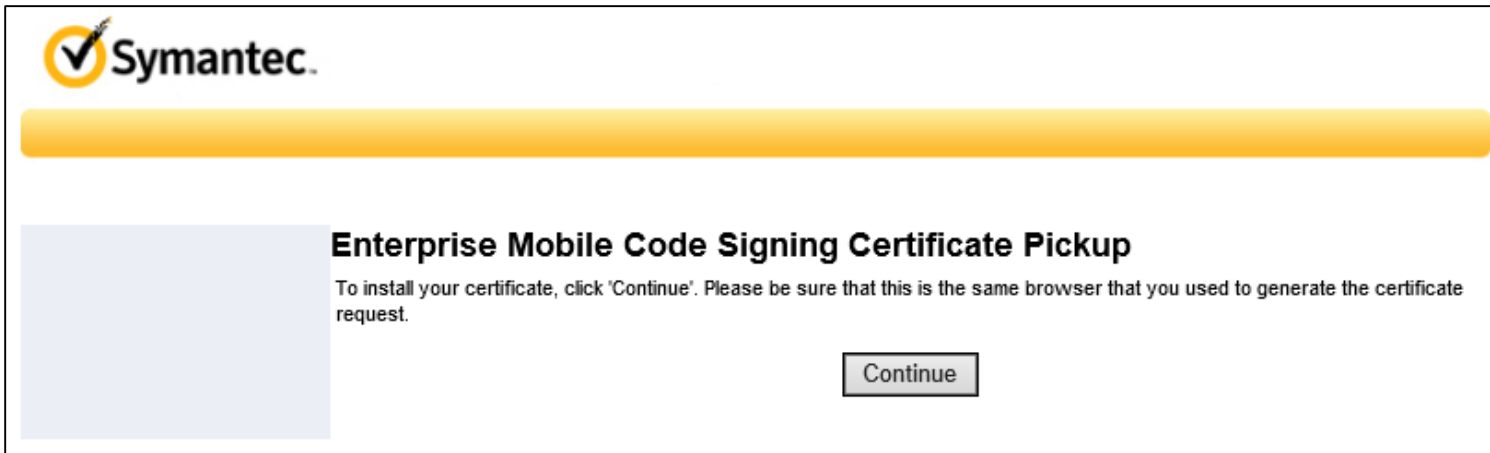 Symantec.
Enterprise Mobile Code Signing Certificate Pickup
To install your certificate, click 'Continue'. Please be sure that this is the same browser that you used to generate the certificate
request.
Continue